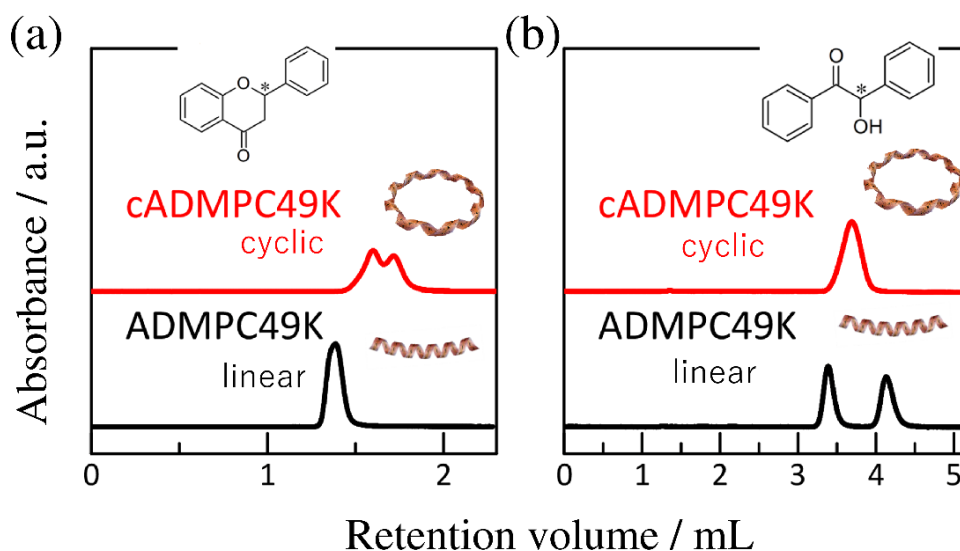 (a)
(b)
O
*
O
O
*
OH
cADMPC49K
cyclic
cADMPC49K
cyclic
ADMPC49K
linear
ADMPC49K
linear
Absorbance / a.u.
0 1 2
0 1 2 3 4 5
Retention volume / mL